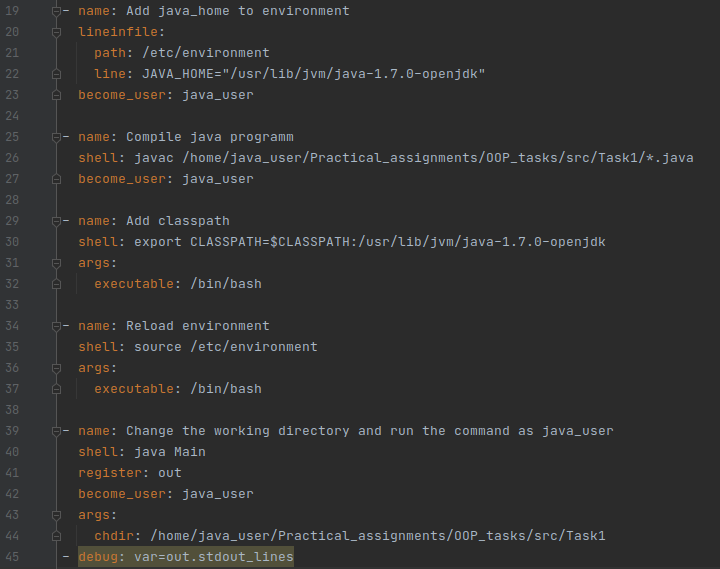 19 - name: Add java_home to environment
20   lineinfile:
21     path: /etc/environment
22     line: JAVA_HOME="/usr/lib/jvm/java-1.7.0-openjdk"
23   become_user: java_user
24
25 - name: Compile java programm
26   shell: javac /home/java_user/Practical_assignments/OOP_tasks/src/Task1/*.java
27   become_user: java_user
28
29 - name: Add classpath
30   shell: export CLASSPATH=$CLASSPATH:/usr/lib/jvm/java-1.7.0-openjdk
31   args:
32     executable: /bin/bash
33
34 - name: Reload environment
35   shell: source /etc/environment
36   args:
37     executable: /bin/bash
38
39 - name: Change the working directory and run the command as java_user
40   shell: java Main
41   register: out
42   become_user: java_user
43   args:
44     chdir: /home/java_user/Practical_assignments/OOP_tasks/src/Task1
45 - debug: var=out.stdout_lines